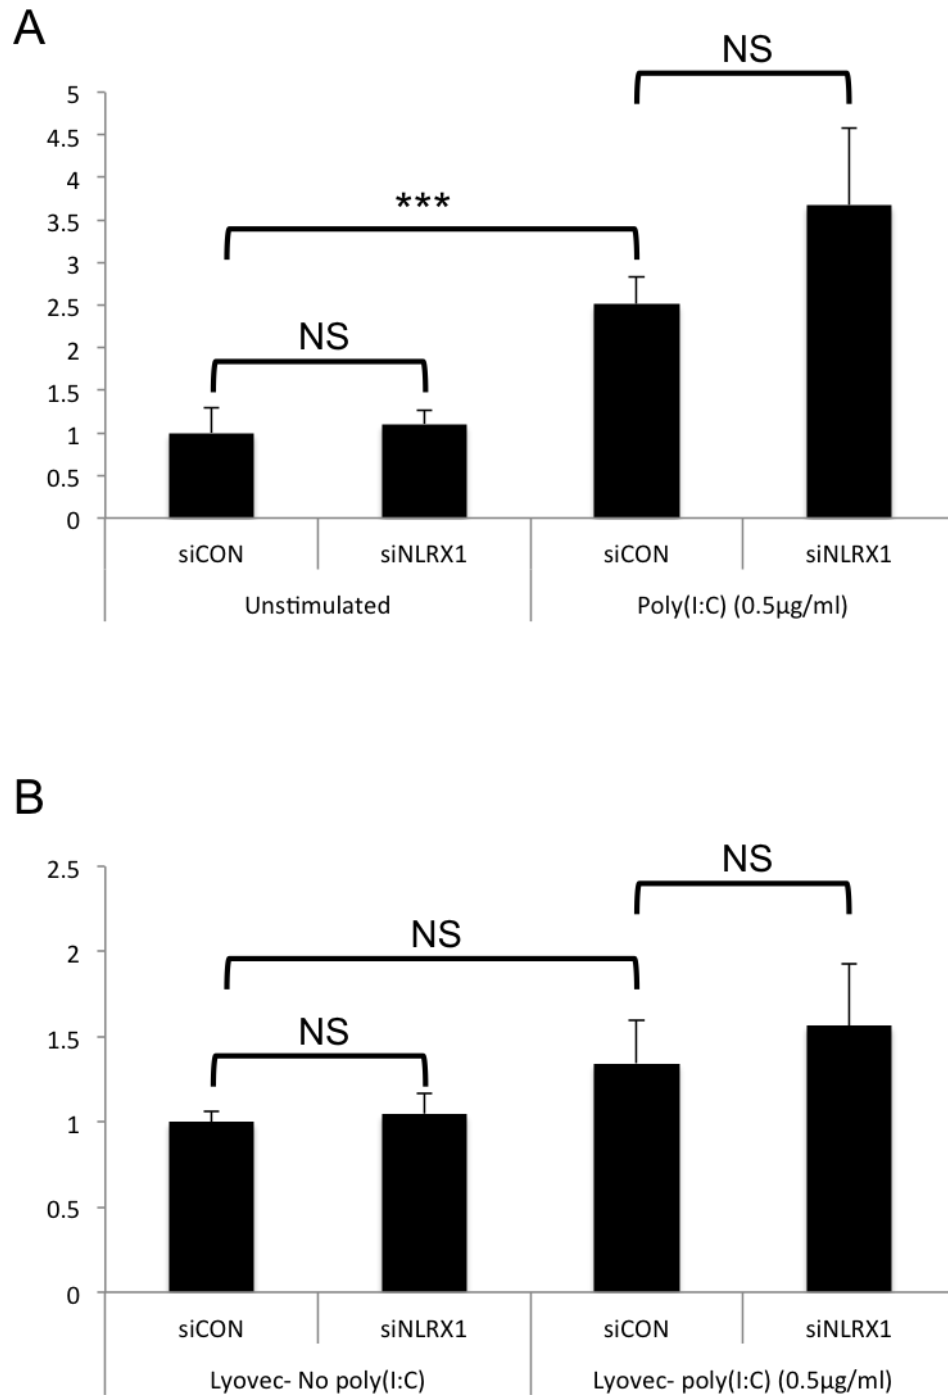 A
NS
5
4.5
4
***
3.5
3
2.5
NS
2
1.5
1
0.5
0
siCON siNLRX1 siCON siNLRX1
Unstimulated Poly(I:C) (0.5µg/ml)
B
NS
2.5
NS
2
NS
1.5
1
0.5
0
siCON siNLRX1 siCON siNLRX1
Lyovec- No poly(I:C) Lyovec- poly(I:C) (0.5µg/ml)